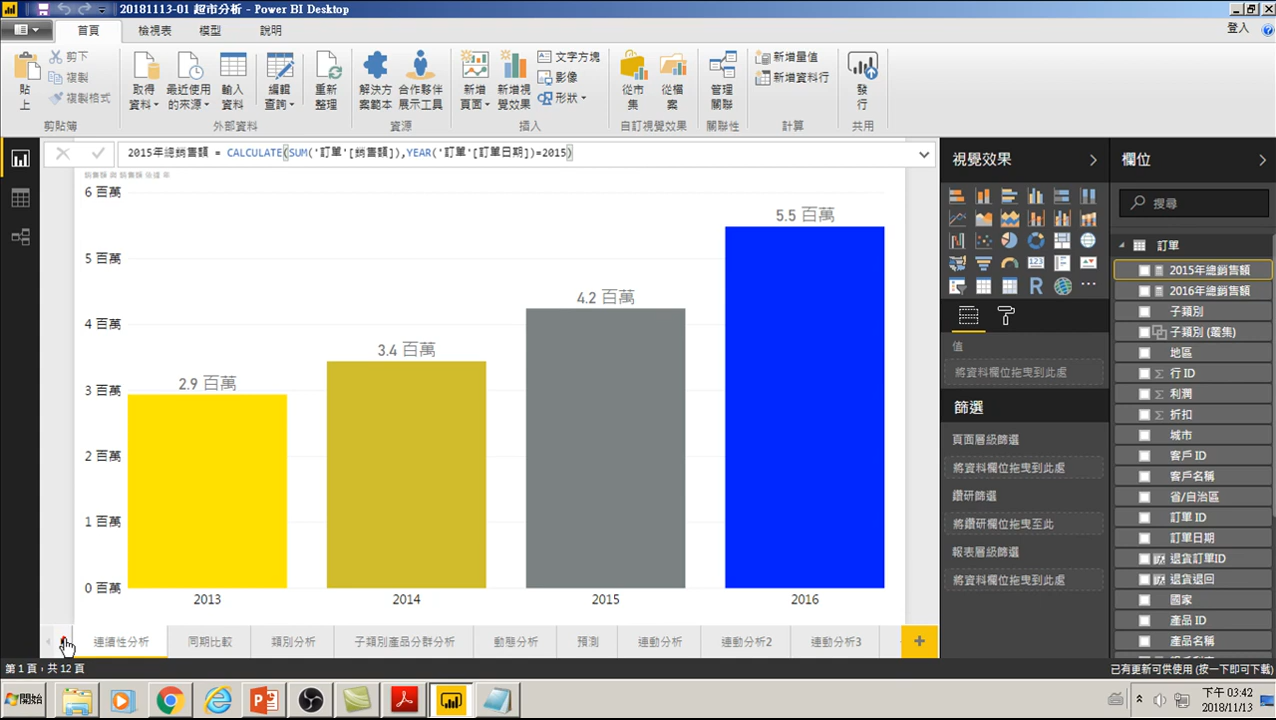 20181113-01 超市分析 - Power BI Desktop
首頁 檢視表 模型 說明 登入
貼上 剪下 複製 複製格式 剪貼簿
取得資料 最近使用的來源 輸入資料 編輯查詢 重新整理 外部資料
解決方案範本 合作夥伴展示工具 資源
新增頁面 新增視覺效果 文字方塊 影像 形狀 插入
從市集 從檔案 自訂視覺效果
管理關聯 關聯性
新增量值 新增資料行 計算
發行 共用
2015年總銷售額 = CALCULATE(SUM('訂單'[銷售額]),YEAR('訂單'[訂單日期])=2015)
6 百萬
5 百萬
4 百萬
3 百萬
2 百萬
1 百萬
0 百萬
2.9 百萬
3.4 百萬
4.2 百萬
5.5 百萬
2013 2014 2015 2016
連續性分析 同期比較 類別分析 子類別產品分群分析 動態分析 預測 連動分析 連動分析2 連動分析3 +
第 1 頁，共 12 頁
視覺效果
R
值
將資料欄位拖曳到此處
篩選
頁面層級篩選
將資料欄位拖曳到此處
鑽研篩選
將鑽研欄位拖曳至此
報表層級篩選
將資料欄位拖曳到此處
欄位
搜尋
訂單
2015年總銷售額
2016年總銷售額
子類別
子類別 (叢集)
地區
行 ID
利潤
折扣
城市
客戶 ID
客戶名稱
省/自治區
訂單 ID
訂單日期
退貨訂單ID
退貨退回
國家
產品 ID
產品名稱
已有更新可供使用 (按一下即可下載)
開始
下午 03:42
2018/11/13